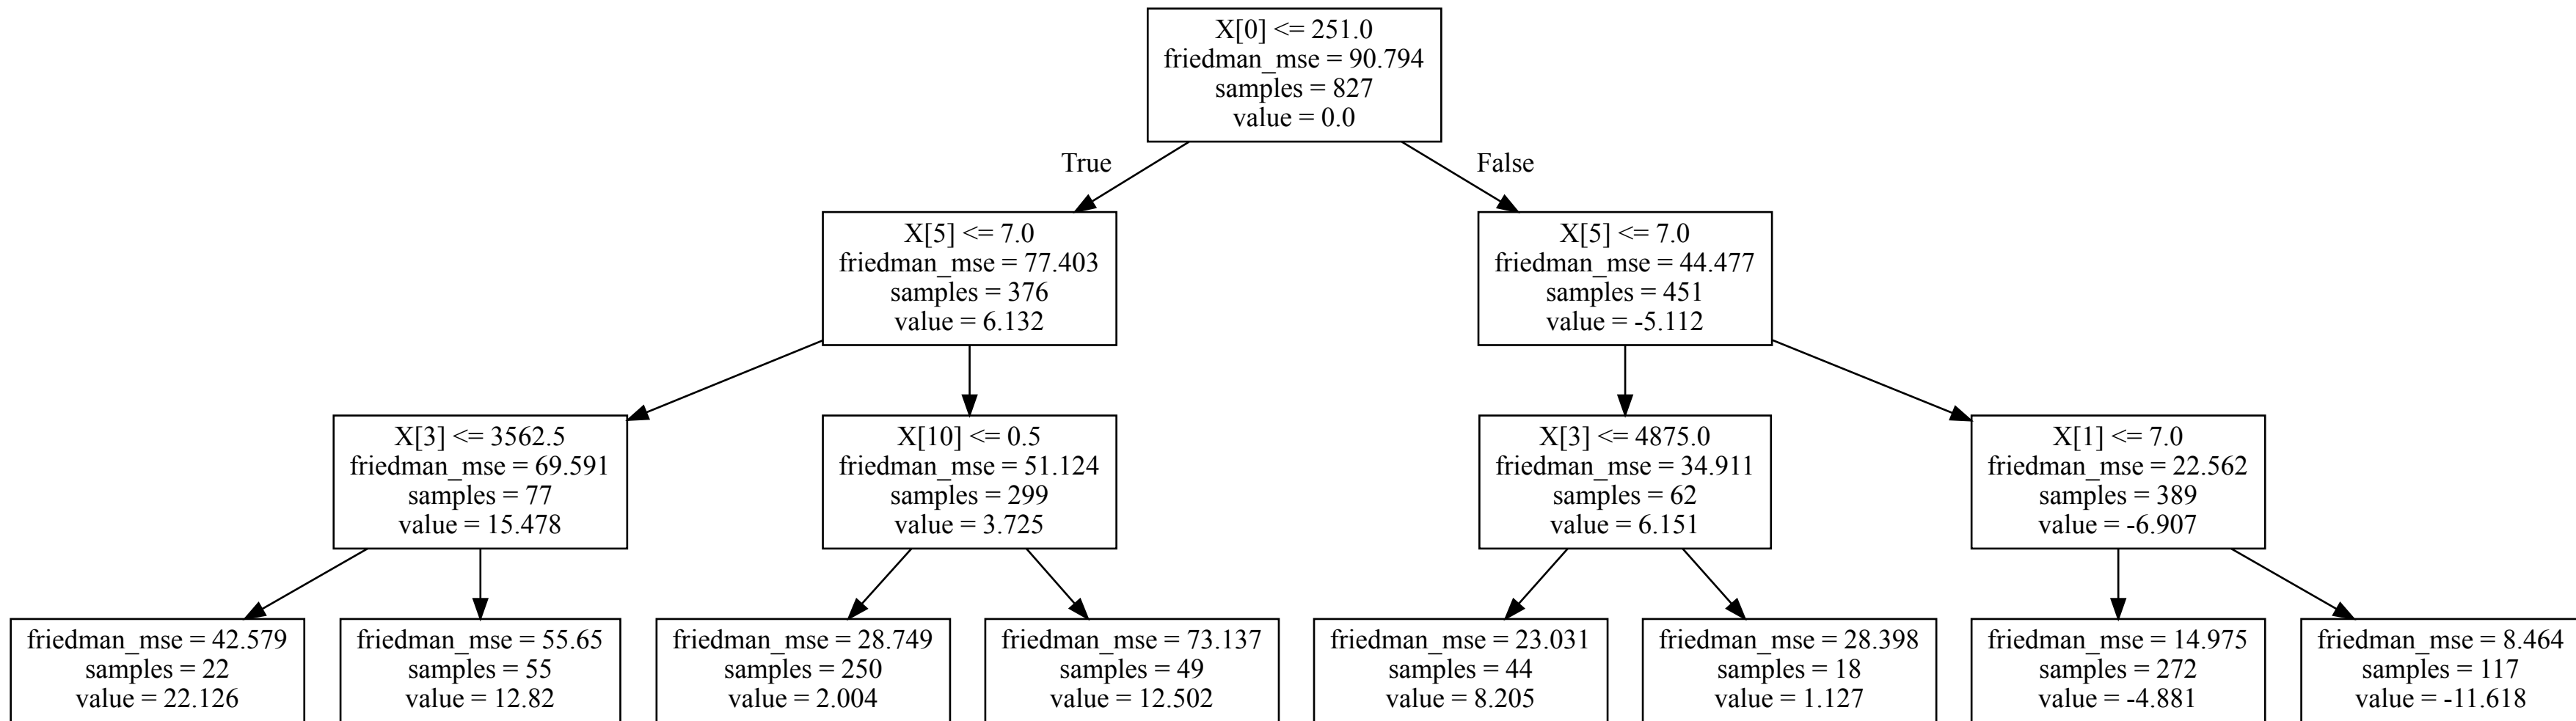 X[0] <= 251.0
friedman_mse = 90.794
samples = 827
value = 0.0
True
False
X[5] <= 7.0
friedman_mse = 77.403
samples = 376
value = 6.132
X[5] <= 7.0
friedman_mse = 44.477
samples = 451
value = -5.112
X[3] <= 3562.5
friedman_mse = 69.591
samples = 77
value = 15.478
X[10] <= 0.5
friedman_mse = 51.124
samples = 299
value = 3.725
X[3] <= 4875.0
friedman_mse = 34.911
samples = 62
value = 6.151
X[1] <= 7.0
friedman_mse = 22.562
samples = 389
value = -6.907
friedman_mse = 42.579
samples = 22
value = 22.126
friedman_mse = 55.65
samples = 55
value = 12.82
friedman_mse = 28.749
samples = 250
value = 2.004
friedman_mse = 73.137
samples = 49
value = 12.502
friedman_mse = 23.031
samples = 44
value = 8.205
friedman_mse = 28.398
samples = 18
value = 1.127
friedman_mse = 14.975
samples = 272
value = -4.881
friedman_mse = 8.464
samples = 117
value = -11.618